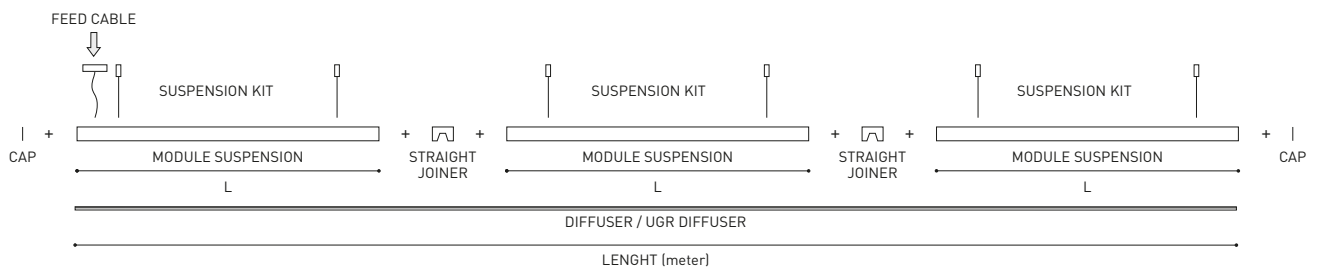 FEED CABLE
SUSPENSION KIT SUSPENSION KIT SUSPENSION KIT
+ + + + + +
CAP MODULE SUSPENSION STRAIGHT JOINER MODULE SUSPENSION STRAIGHT JOINER MODULE SUSPENSION CAP
L L L
DIFFUSER / UGR DIFFUSER
LENGHT (meter)